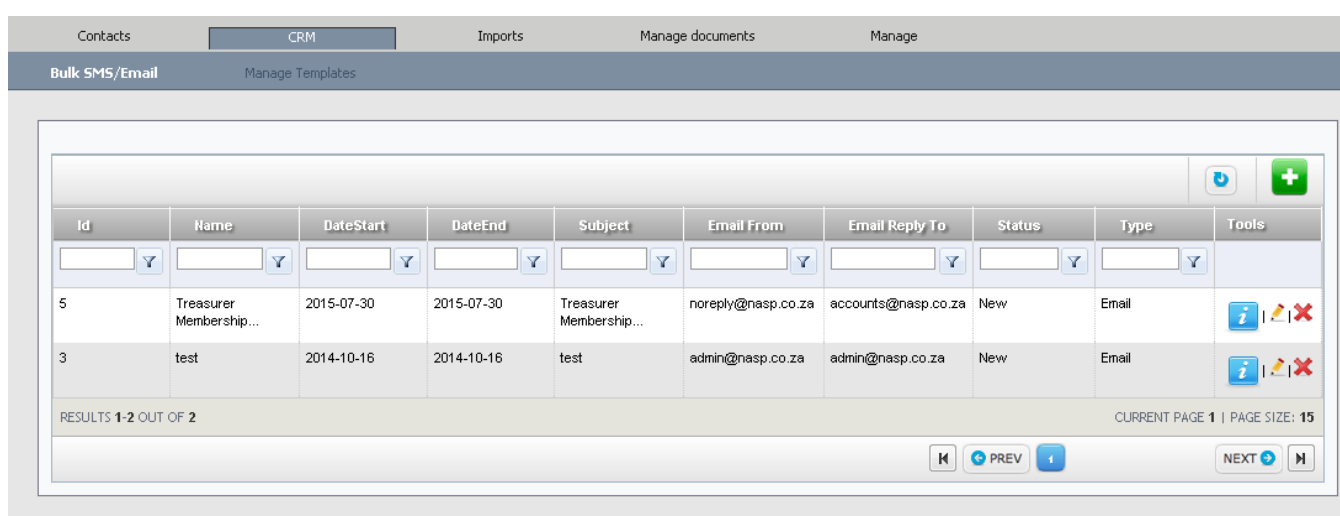 Contacts CRM Imports Manage documents Manage
Bulk SMS/Email Manage Templates
Id Name DateStart DateEnd Subject Email From Email Reply To Status Type Tools
5 Treasurer Membership... 2015-07-30 2015-07-30 Treasurer Membership... noreply@nasp.co.za accounts@nasp.co.za New Email
3 test 2014-10-16 2014-10-16 test admin@nasp.co.za admin@nasp.co.za New Email
RESULTS 1-2 OUT OF 2 CURRENT PAGE 1 | PAGE SIZE: 15
PREV 1 NEXT